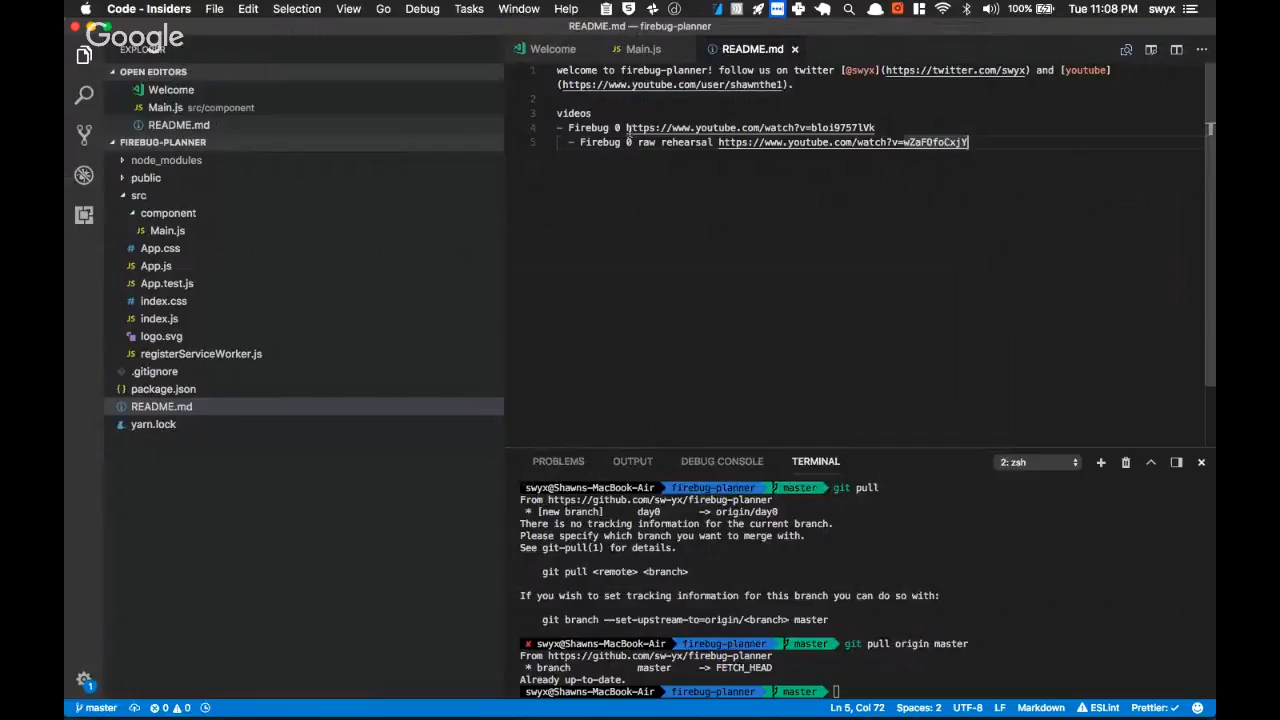 Code - Insiders File Edit Selection View Go Debug Tasks Window Help 100% Tue 11:08 PM swyx
README.md — firebug-planner
Google
EXPLORER
Welcome Main.js README.md
OPEN EDITORS
Welcome
Main.js src/component
README.md
FIREBUG-PLANNER
node_modules
public
src
component
Main.js
App.css
App.js
App.test.js
index.css
index.js
logo.svg
registerServiceWorker.js
.gitignore
package.json
README.md
yarn.lock
1 welcome to firebug-planner! follow us on twitter [@swyx](https://twitter.com/swyx) and [youtube]
(https://www.youtube.com/user/shawnthe1).
2
3 videos
4 - Firebug 0 https://www.youtube.com/watch?v=bloi9757lVk
5 - Firebug 0 raw rehearsal https://www.youtube.com/watch?v=wZaFOfoCxjY
PROBLEMS OUTPUT DEBUG CONSOLE TERMINAL 2: zsh
swyx@Shawns-MacBook-Air firebug-planner master git pull
From https://github.com/sw-yx/firebug-planner
* [new branch] day0 -> origin/day0
There is no tracking information for the current branch.
Please specify which branch you want to merge with.
See git-pull(1) for details.
git pull <remote> <branch>
If you wish to set tracking information for this branch you can do so with:
git branch --set-upstream-to=origin/<branch> master
✘ swyx@Shawns-MacBook-Air firebug-planner master git pull origin master
From https://github.com/sw-yx/firebug-planner
* branch master -> FETCH_HEAD
Already up-to-date.
swyx@Shawns-MacBook-Air firebug-planner master
1
master 0 0 Ln 5, Col 72 Spaces: 2 UTF-8 LF Markdown ESLint Prettier: ✓